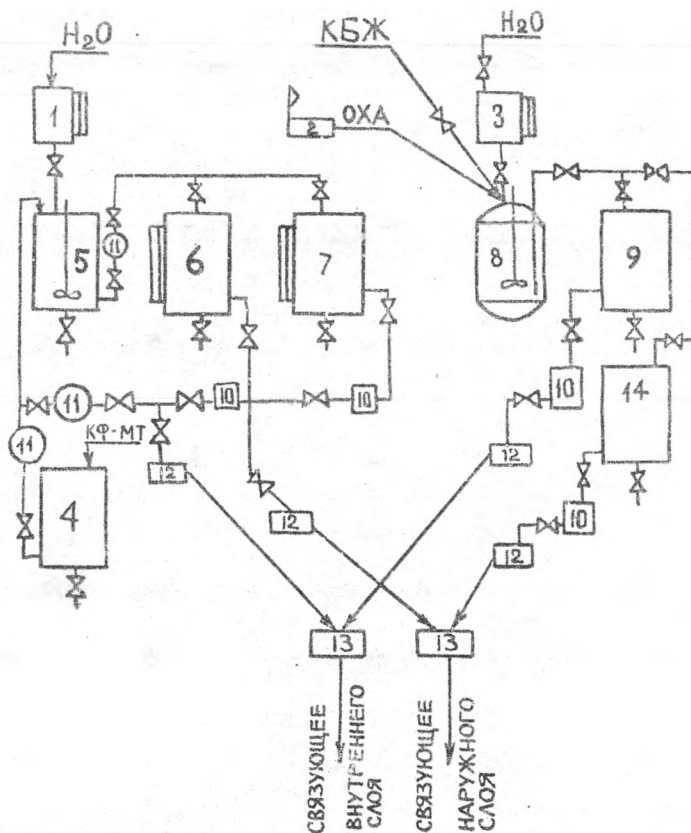 H₂O
КБЖ
H₂O
1
2
ОХА
3
5
11
6
7
8
9
11
10
10
10
14
11
КФ-МТ
12
12
12
10
4
12
13
13
СВЯЗУЮЩЕЕ
ВНУТРЕННЕГО
СЛОЯ
СВЯЗУЮЩЕЕ
НАРУЖНОГО
СЛОЯ